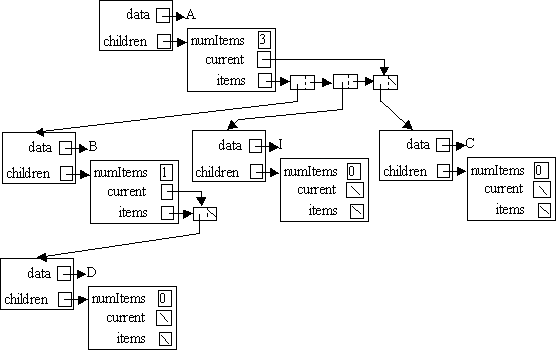 data A
children numItems 3
current
items
data B
children numItems 1
current
items
data I
children numItems 0
current
items
data C
children numItems 0
current
items
data D
children numItems 0
current
items